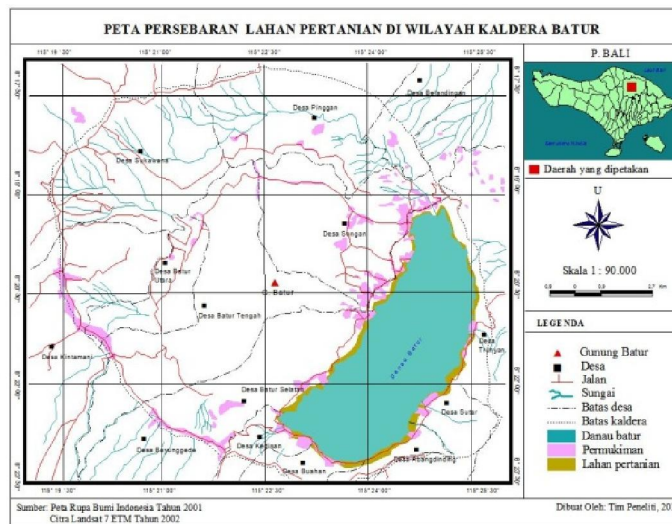 PETA PERSEBARAN LAHAN PERTANIAN DI WILAYAH KALDERA BATUR
P. BALI
Daerah yang dipetakan
U
Skala 1 : 90.000
LEGENDA
Gunung Batur
Desa
Jalan
Sungai
Batas desa
Batas kaldera
Danau batur
Permukiman
Lahan pertanian
Desa Belandingan
Desa Pinggan
Desa Sukawana
Desa Songan
Desa Batur
Utara
G. Batur
Desa Batur Tengah
Desa Trunyan
Desa Kintamani
Danau Batur
Desa Batur Selatan
Desa Suter
Desa Bayunggede
Desa Kedisan
Desa Buahan
Desa Abangdinding
Sumber: Peta Rupa Bumi Indonesia Tahun 2001
Citra Landsat 7 ETM Tahun 2002
Dibuat Oleh: Tim Peneliti, 20